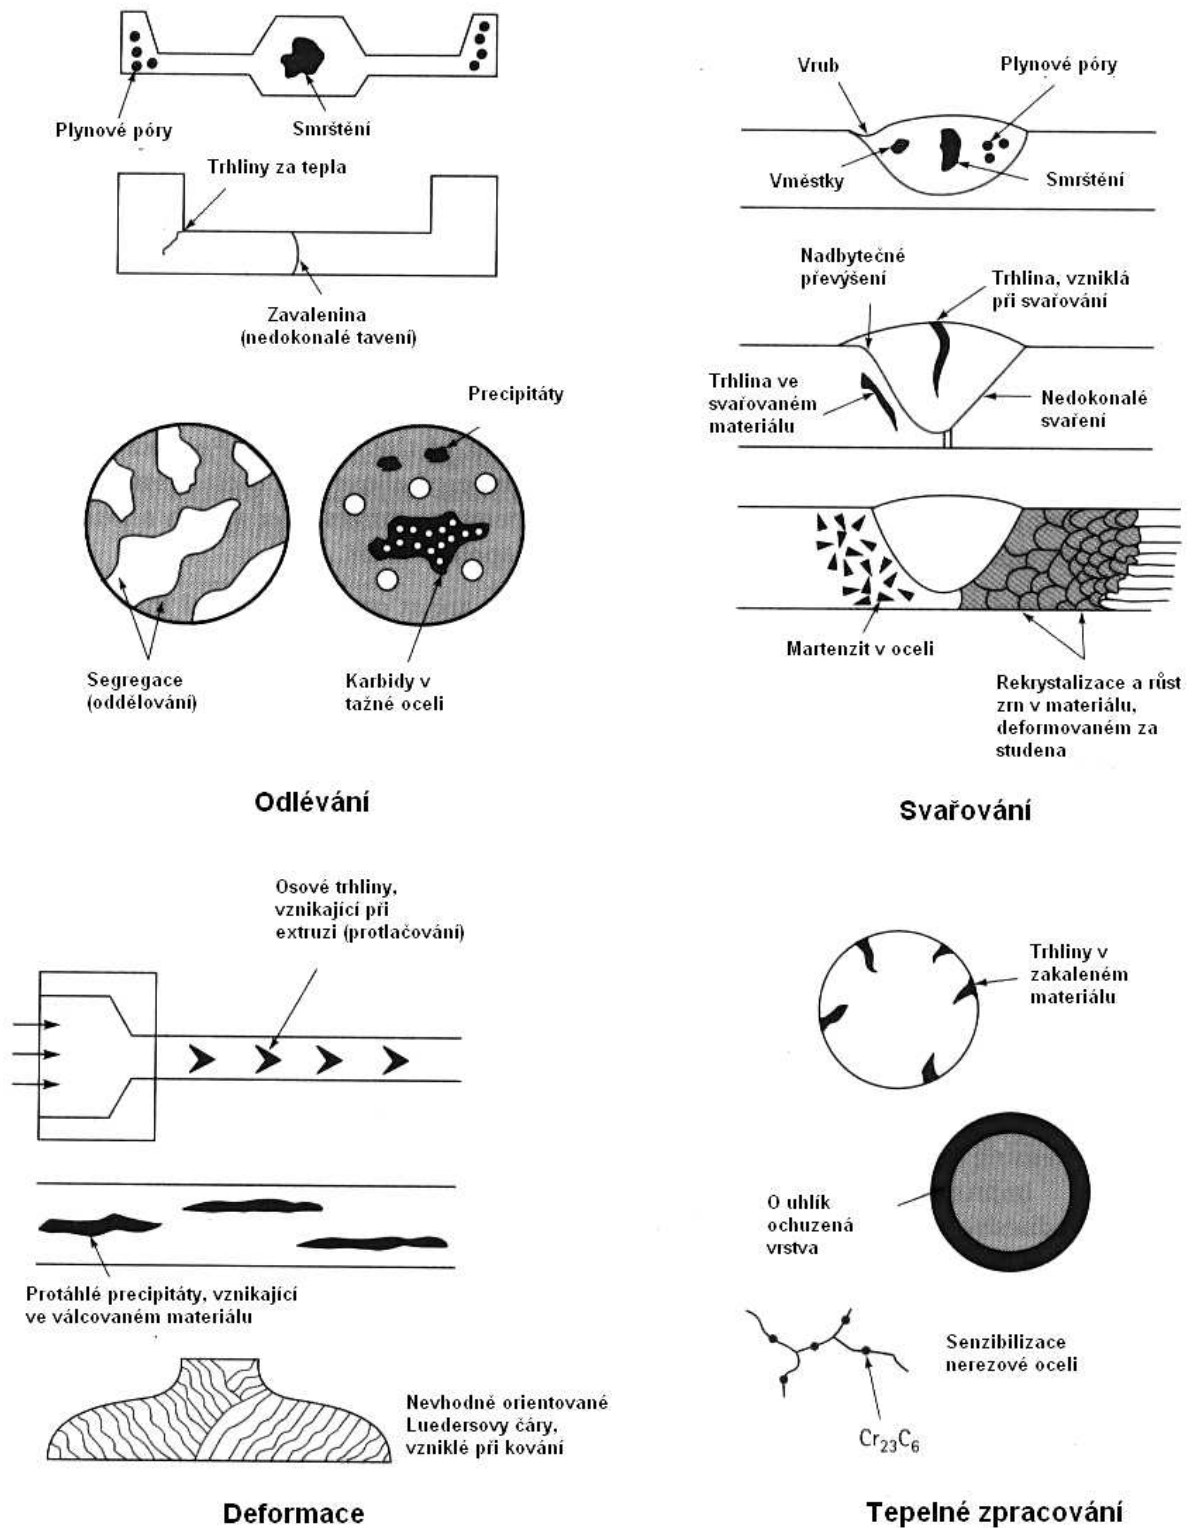 Plynové póry
Smrštění
Trhliny za tepla
Zavalenina
(nedokonalé tavení)
Precipitáty
Segregace
(oddělování)
Karbidy v
tažné oceli
Odlévání
Vrub
Plynové póry
Vměstky
Smrštění
Nadbytečné
převýšení
Trhlina, vzniklá
při svařování
Trhlina ve
svařovaném
materiálu
Nedokonalé
svaření
Martenzit v oceli
Rekrystalizace a růst
zrn v materiálu,
deformovaném za
studena
Svařování
Osové trhliny,
vznikající při
extruzi (protlačování)
Protáhlé precipitáty, vznikající
ve válcovaném materiálu
Nevhodně orientované
Luedersovy čáry,
vzniklé při kování
Deformace
Trhliny v
zakaleném
materiálu
O uhlík
ochuzená
vrstva
Senzibilizace
nerezové oceli
Cr₂₃C₆
Tepelné zpracování